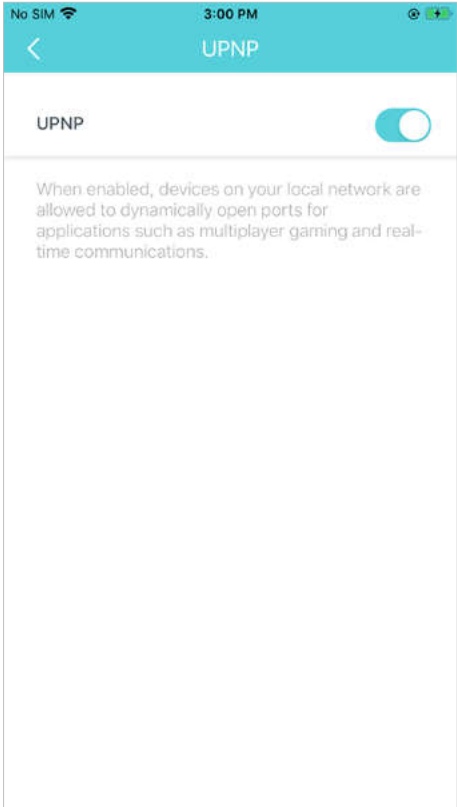 No SIM 3:00 PM
UPNP
UPNP
When enabled, devices on your local network are
allowed to dynamically open ports for
applications such as multiplayer gaming and real-
time communications.